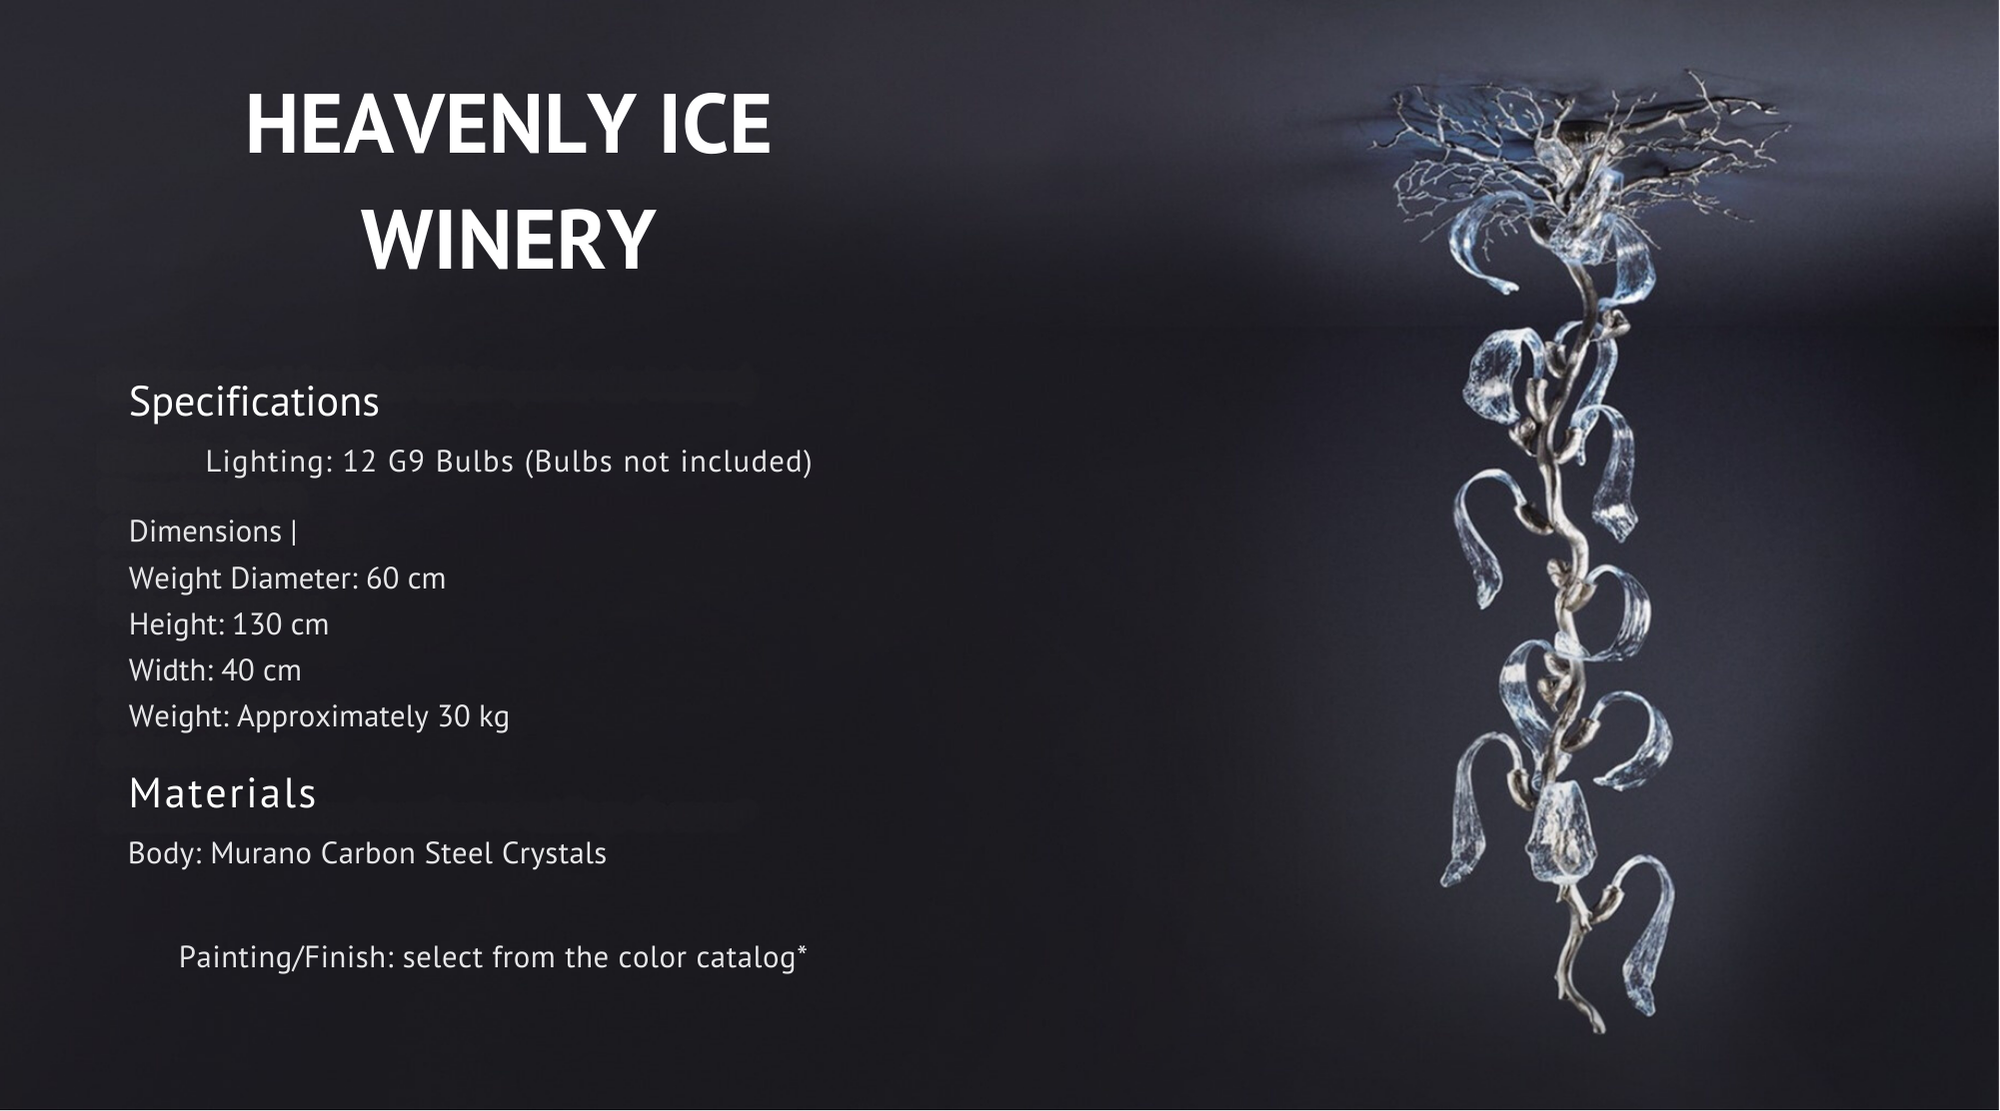 HEAVENLY ICE
WINERY
Specifications
Lighting: 12 G9 Bulbs (Bulbs not included)
Dimensions |
Weight Diameter: 60 cm
Height: 130 cm
Width: 40 cm
Weight: Approximately 30 kg
Materials
Body: Murano Carbon Steel Crystals
Painting/Finish: select from the color catalog*